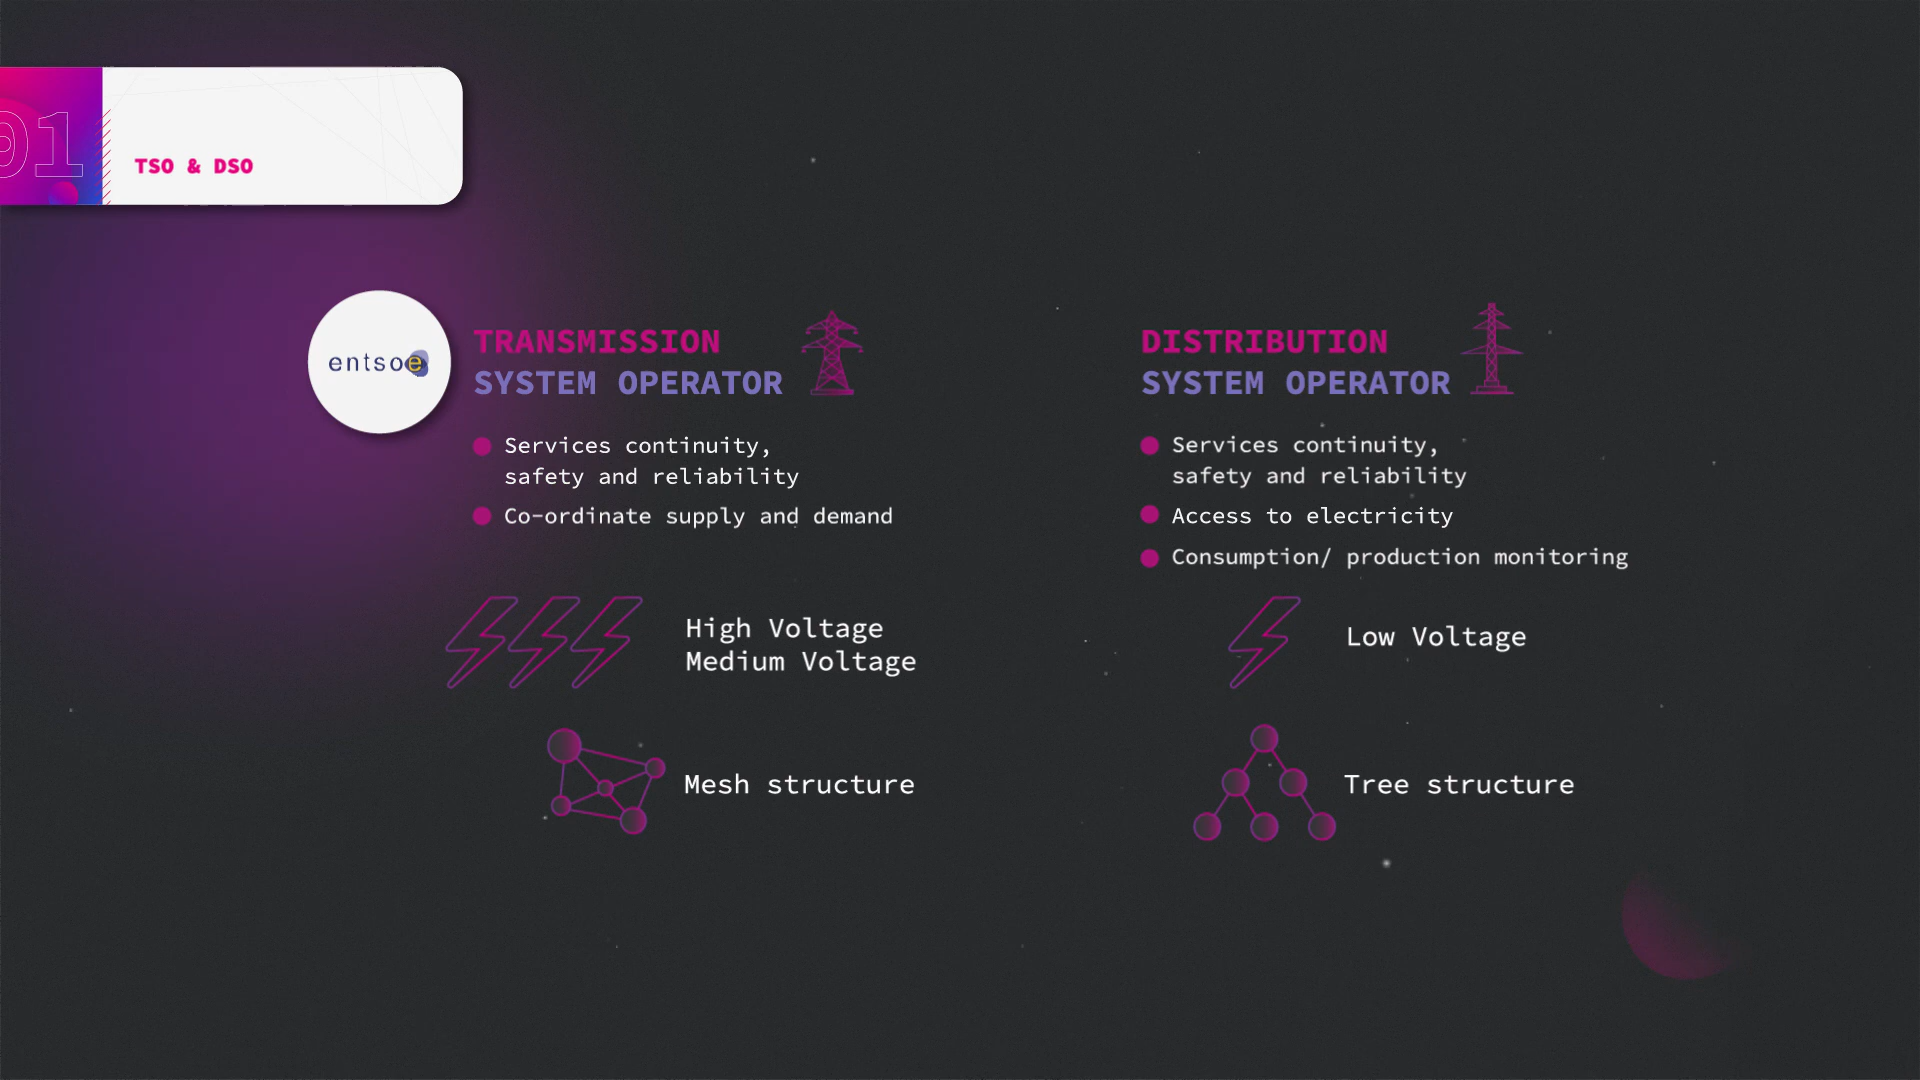 01
TSO & DSO
entsoe
TRANSMISSION
SYSTEM OPERATOR
Services continuity,
safety and reliability
Co-ordinate supply and demand
High Voltage
Medium Voltage
Mesh structure
DISTRIBUTION
SYSTEM OPERATOR
Services continuity,
safety and reliability
Access to electricity
Consumption/ production monitoring
Low Voltage
Tree structure